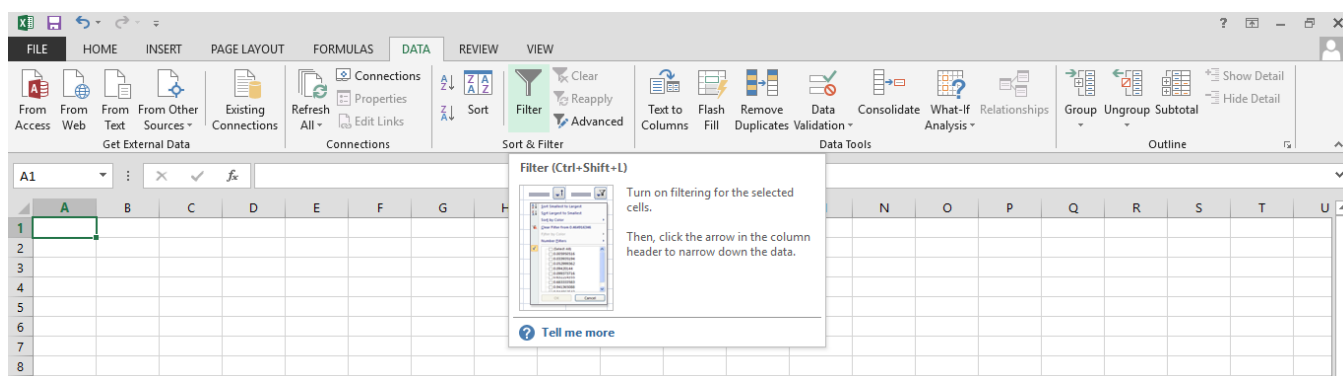 ?
FILE HOME INSERT PAGE LAYOUT FORMULAS DATA REVIEW VIEW
From Access
From Web
From Text
From Other Sources
Existing Connections
Get External Data
Refresh All
Connections
Properties
Edit Links
Connections
Sort
Filter
Clear
Reapply
Advanced
Sort & Filter
Text to Columns
Flash Fill
Remove Duplicates
Data Validation
Consolidate
What-If Analysis
Relationships
Data Tools
Group
Ungroup
Subtotal
Show Detail
Hide Detail
Outline
A1
fx
A B C D E F G H N O P Q R S T U
1
2
3
4
5
6
7
8
Filter (Ctrl+Shift+L)
Turn on filtering for the selected
cells.
Then, click the arrow in the column
header to narrow down the data.
Tell me more